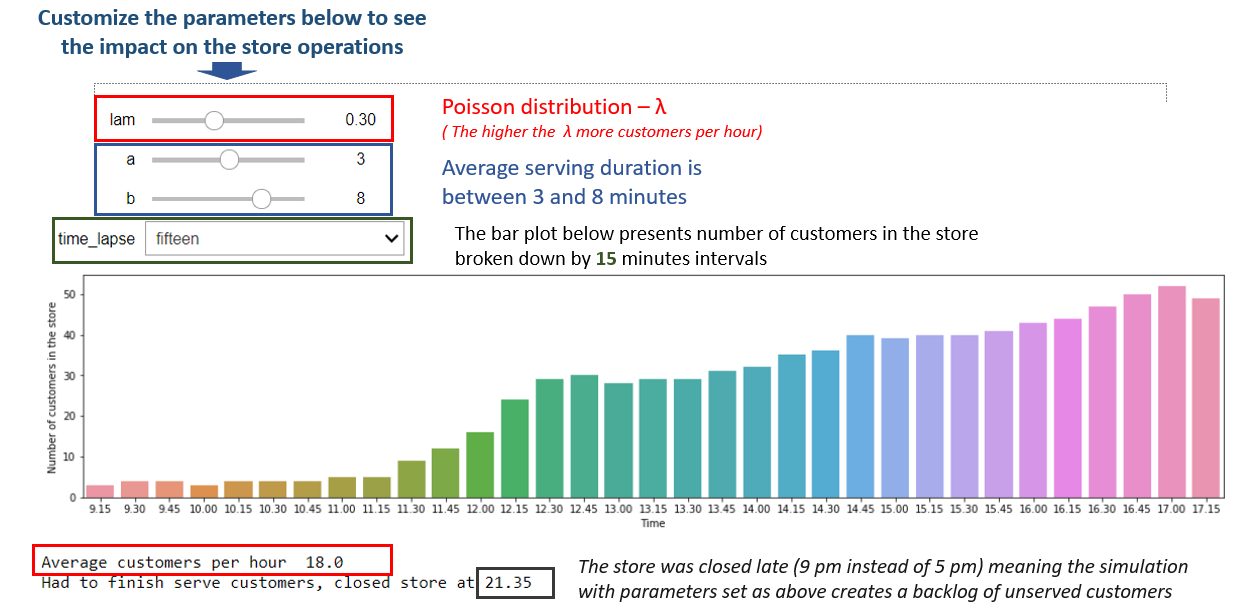 Customize the parameters below to see
the impact on the store operations
lam 0.30
a 3
b 8
time_lapse fifteen
Poisson distribution – λ
( The higher the λ more customers per hour)
Average serving duration is
between 3 and 8 minutes
The bar plot below presents number of customers in the store
broken down by 15 minutes intervals
Number of customers in the store
50
40
30
20
10
0
9.15 9.30 9.45 10.00 10.15 10.30 10.45 11.00 11.15 11.30 11.45 12.00 12.15 12.30 12.45 13.00 13.15 13.30 13.45 14.00 14.15 14.30 14.45 15.00 15.15 15.30 15.45 16.00 16.15 16.30 16.45 17.00 17.15
Time
Average customers per hour 18.0
Had to finish serve customers, closed store at 21.35
The store was closed late (9 pm instead of 5 pm) meaning the simulation
with parameters set as above creates a backlog of unserved customers